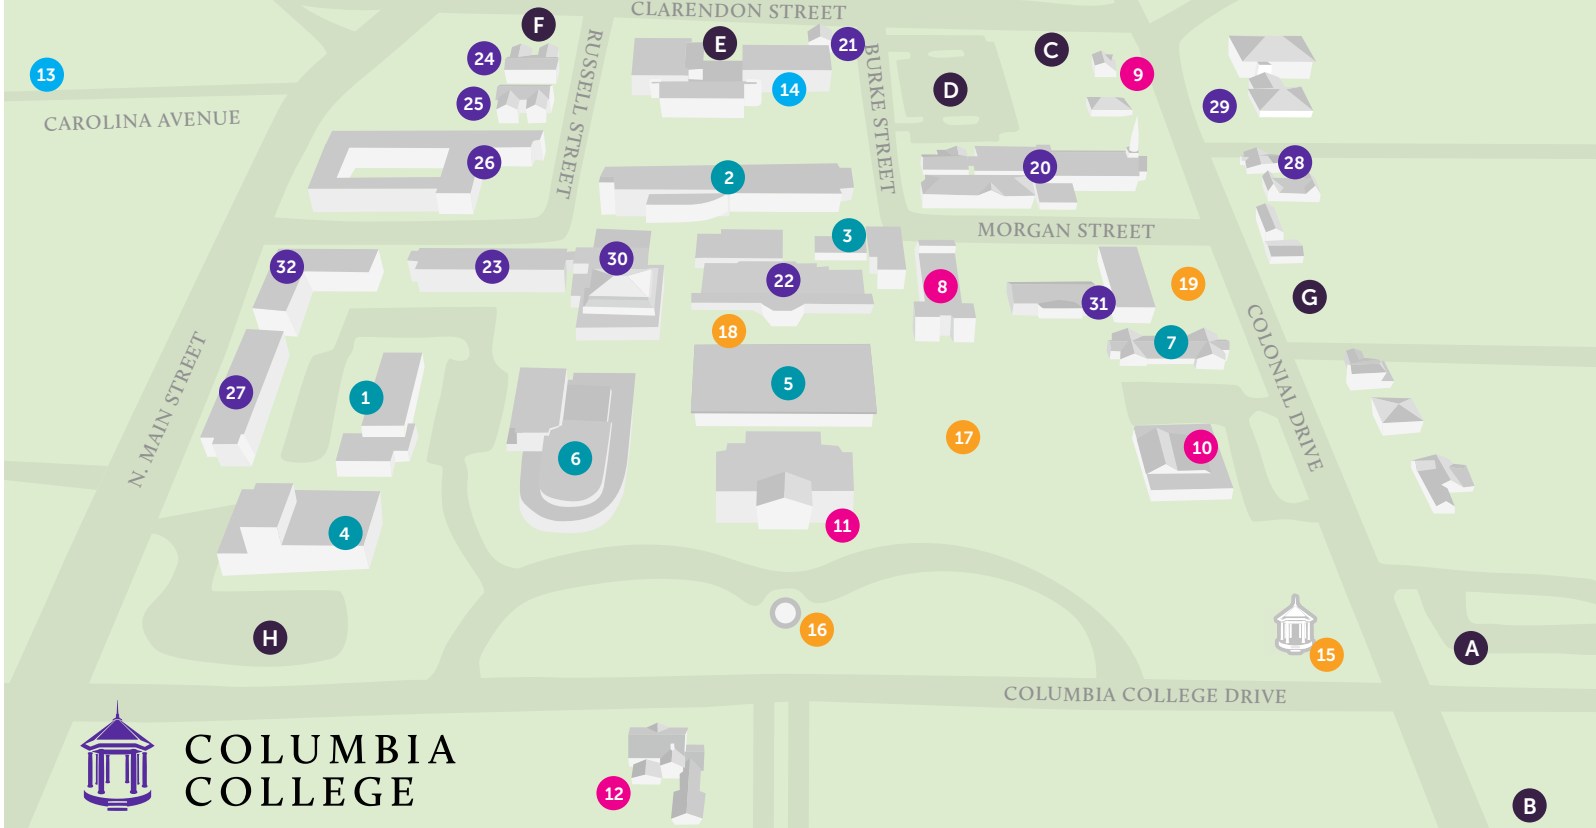 CLARENDON STREET
F
E
21
C
24
9
13
14
D
25
29
CAROLINA AVENUE
RUSSELL STREET
BURKE STREET
26
2
20
28
3
MORGAN STREET
32
23
30
22
8
31
19
G
18
7
N. MAIN STREET
27
1
5
COLONIAL DRIVE
6
17
10
4
11
16
H
15
A
COLUMBIA COLLEGE DRIVE
COLUMBIA
COLLEGE
12
B